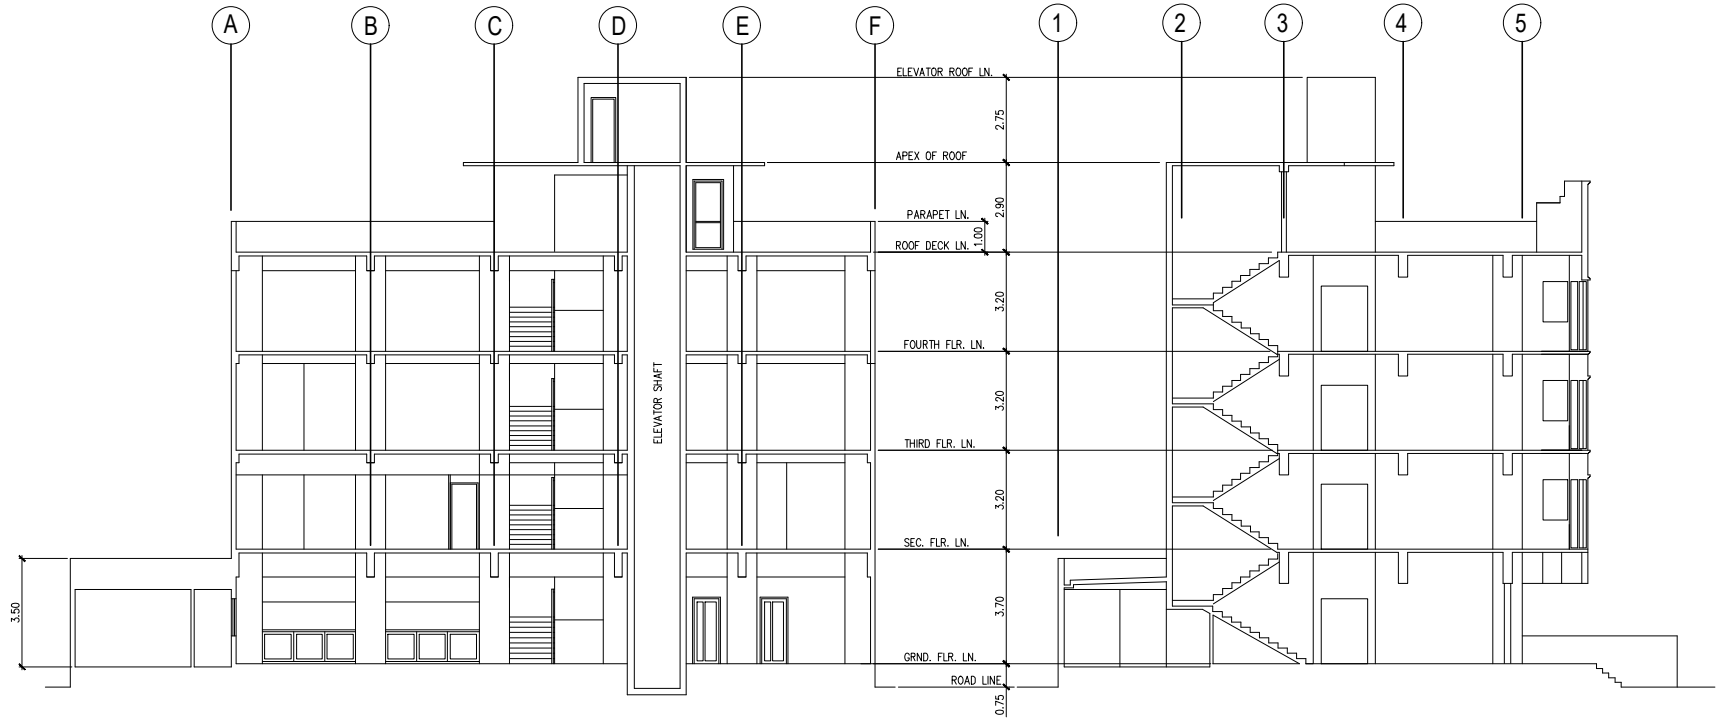 A B C D E F 1 2 3 4 5
ELEVATOR ROOF LN.
2.75
APEX OF ROOF
2.90
PARAPET LN.
1.00
ROOF DECK LN.
3.20
FOURTH FLR. LN.
ELEVATOR SHAFT
3.20
THIRD FLR. LN.
3.20
SEC. FLR. LN.
3.50
3.70
GRND. FLR. LN.
ROAD LINE
0.75